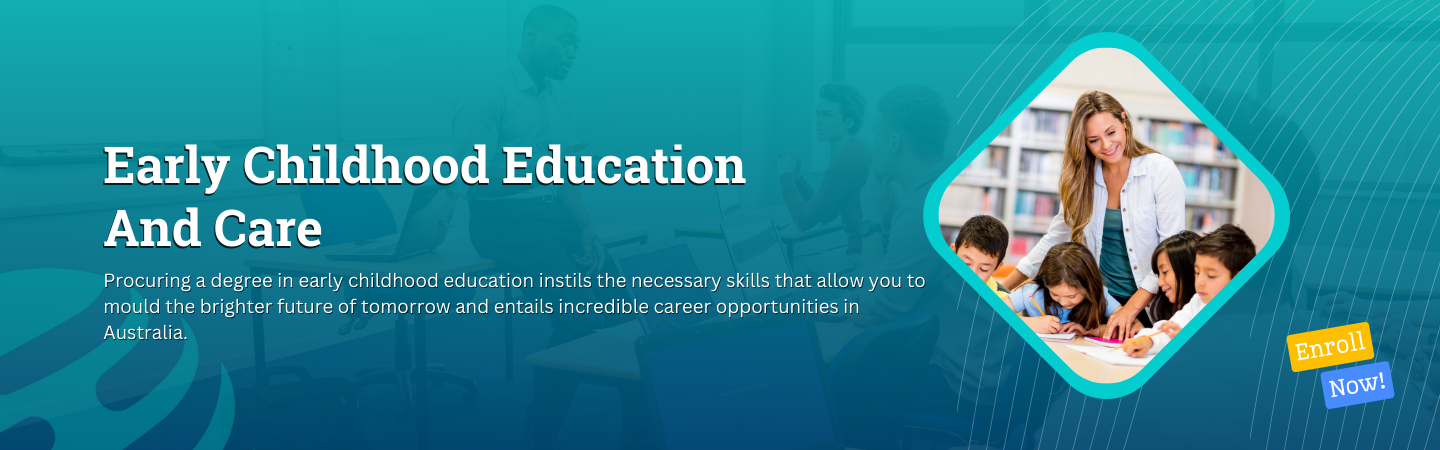 Early Childhood Education
And Care
Procuring a degree in early childhood education instils the necessary skills that allow you to
mould the brighter future of tomorrow and entails incredible career opportunities in
Australia.
Enroll
Now!